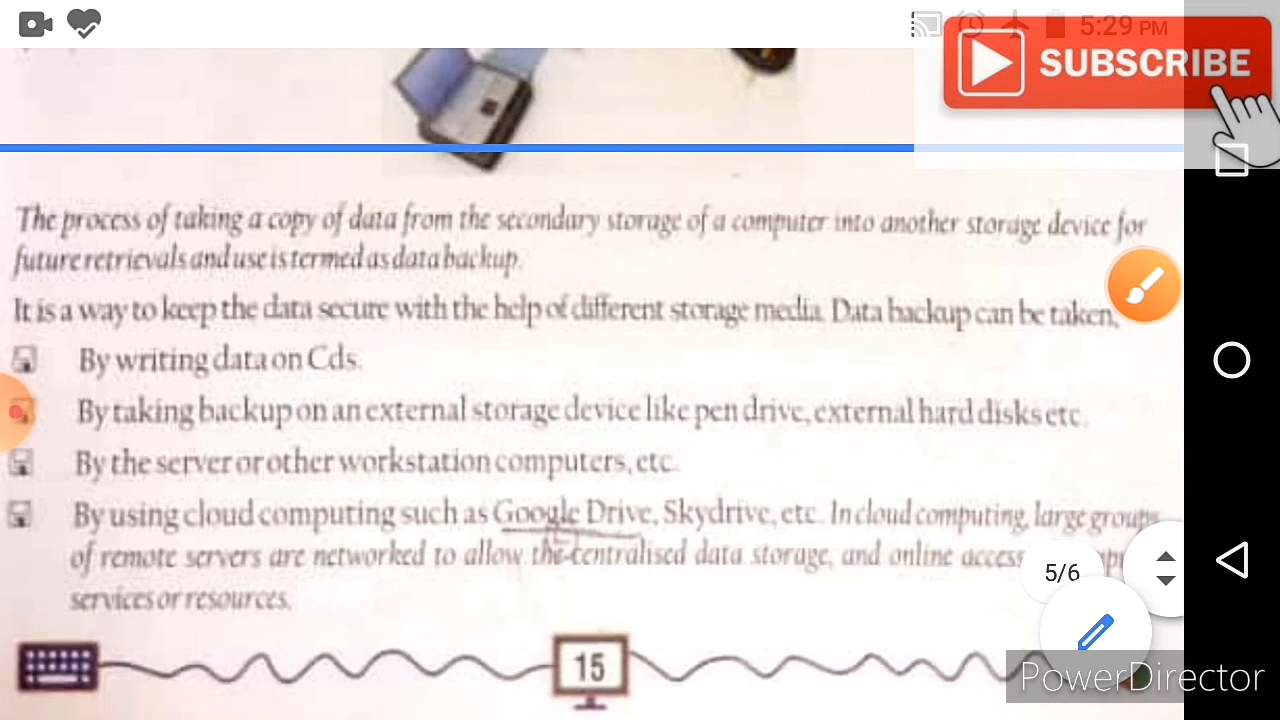 5:29 PM
SUBSCRIBE
The process of taking a copy of data from the secondary storage of a computer into another storage device for
future retrievals and use is termed as data backup.
It is a way to keep the data secure with the help of different storage media. Data backup can be taken,
By writing data on Cds.
By taking backup on an external storage device like pen drive, external hard disks etc.
By the server or other workstation computers, etc.
By using cloud computing such as Google Drive, Skydrive, etc. In cloud computing, large groups
of remote servers are networked to allow the centralised data storage, and online access
services or resources.
5/6
15
PowerDirector